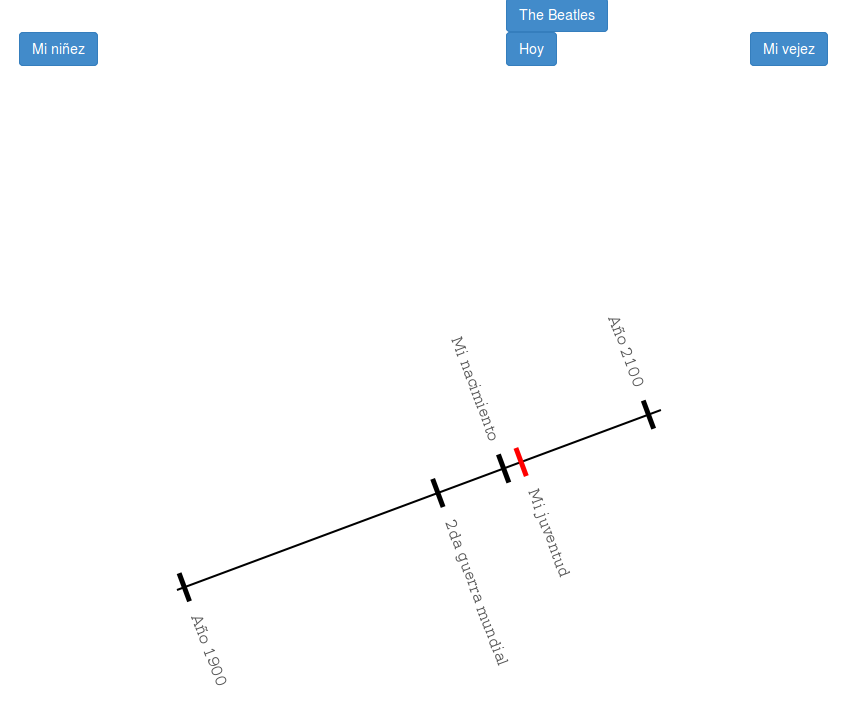 The Beatles
Mi niñez
Hoy
Mi vejez
Año 2100
Mi nacimiento
Mi juventud
2da guerra mundial
Año 1900